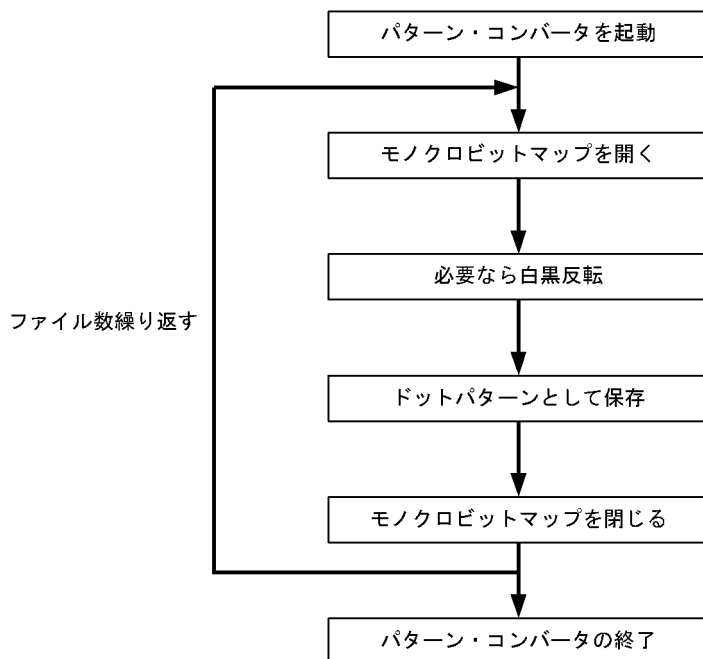 パターン・コンバータを起動
モノクロビットマップを開く
必要なら白黒反転
ファイル数繰り返す
ドットパターンとして保存
モノクロビットマップを閉じる
パターン・コンバータの終了